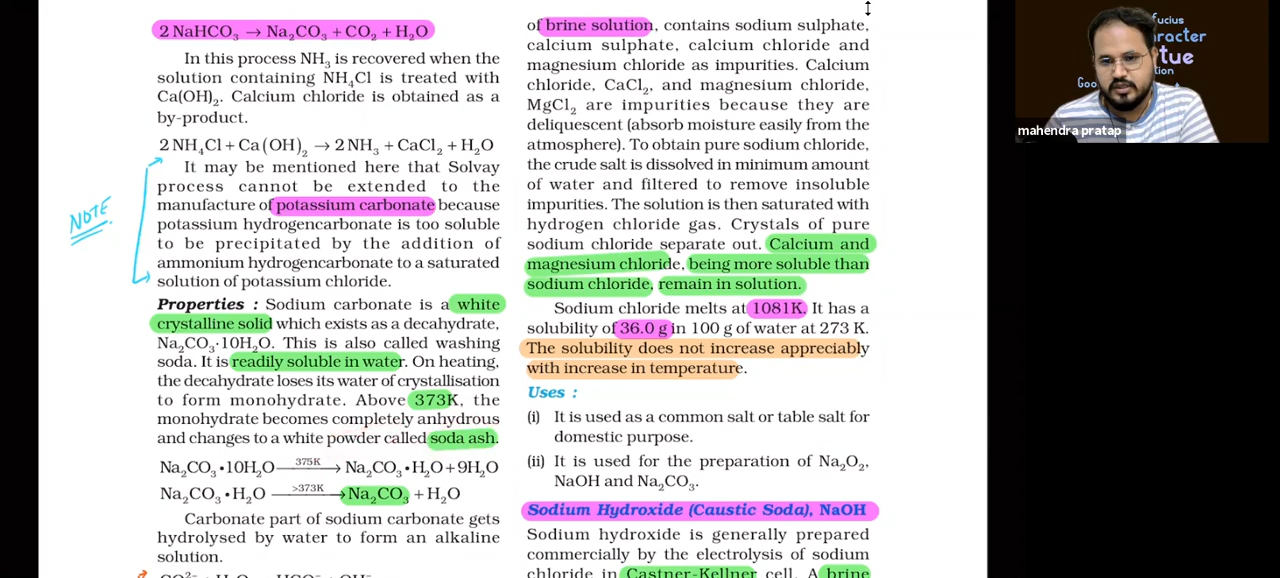 2 NaHCO₃ → Na₂CO₃ + CO₂ + H₂O
In this process NH₃ is recovered when the
solution containing NH₄Cl is treated with
Ca(OH)₂. Calcium chloride is obtained as a
by-product.
2 NH₄Cl + Ca (OH)₂ → 2 NH₃ + CaCl₂ + H₂O
It may be mentioned here that Solvay
process cannot be extended to the
manufacture of potassium carbonate because
potassium hydrogencarbonate is too soluble
to be precipitated by the addition of
ammonium hydrogencarbonate to a saturated
solution of potassium chloride.
NOTE
Properties : Sodium carbonate is a white
crystalline solid which exists as a decahydrate,
Na₂CO₃·10H₂O. This is also called washing
soda. It is readily soluble in water. On heating,
the decahydrate loses its water of crystallisation
to form monohydrate. Above 373K, the
monohydrate becomes completely anhydrous
and changes to a white powder called soda ash.
375K
Na₂CO₃·10H₂O ⟶ Na₂CO₃·H₂O + 9H₂O
>373K
Na₂CO₃·H₂O ⟶ Na₂CO₃ + H₂O
Carbonate part of sodium carbonate gets
hydrolysed by water to form an alkaline
solution.
of brine solution, contains sodium sulphate,
calcium sulphate, calcium chloride and
magnesium chloride as impurities. Calcium
chloride, CaCl₂, and magnesium chloride,
MgCl₂ are impurities because they are
deliquescent (absorb moisture easily from the
atmosphere). To obtain pure sodium chloride,
the crude salt is dissolved in minimum amount
of water and filtered to remove insoluble
impurities. The solution is then saturated with
hydrogen chloride gas. Crystals of pure
sodium chloride separate out. Calcium and
magnesium chloride, being more soluble than
sodium chloride, remain in solution.
Sodium chloride melts at 1081K. It has a
solubility of 36.0 g in 100 g of water at 273 K.
The solubility does not increase appreciably
with increase in temperature.
Uses :
(i) It is used as a common salt or table salt for
domestic purpose.
(ii) It is used for the preparation of Na₂O₂,
NaOH and Na₂CO₃.
Sodium Hydroxide (Caustic Soda), NaOH
Sodium hydroxide is generally prepared
commercially by the electrolysis of sodium
chloride in Castner-Kellner cell. A brine
mahendra pratap